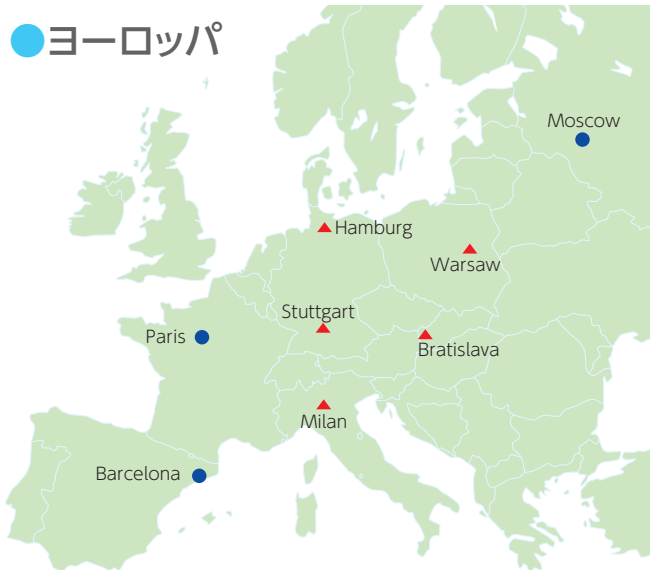 ヨーロッパ
Moscow
Hamburg
Warsaw
Stuttgart
Paris
Bratislava
Milan
Barcelona